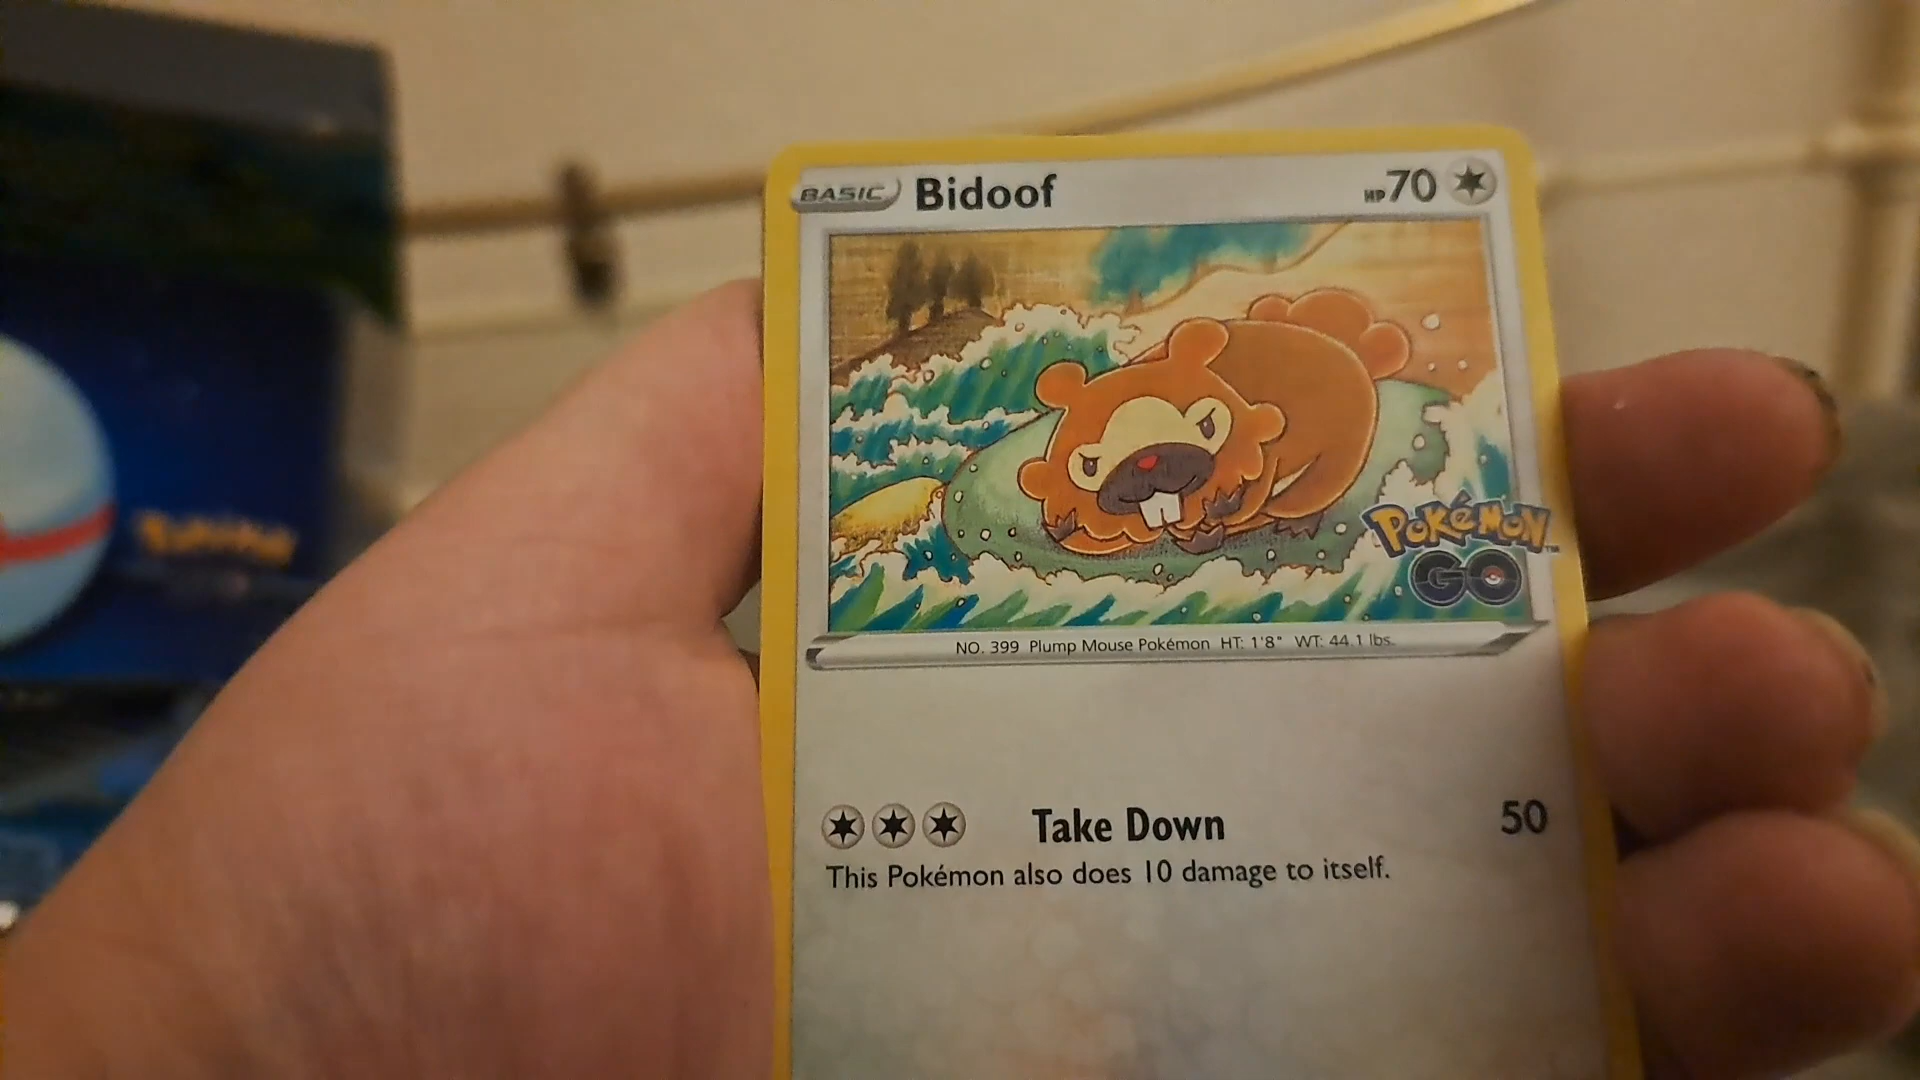 BASIC Bidoof HP70
Pokémon
GO
NO. 399 Plump Mouse Pokémon HT: 1'8" WT: 44.1 lbs.
Take Down 50
This Pokémon also does 10 damage to itself.
Pokémon